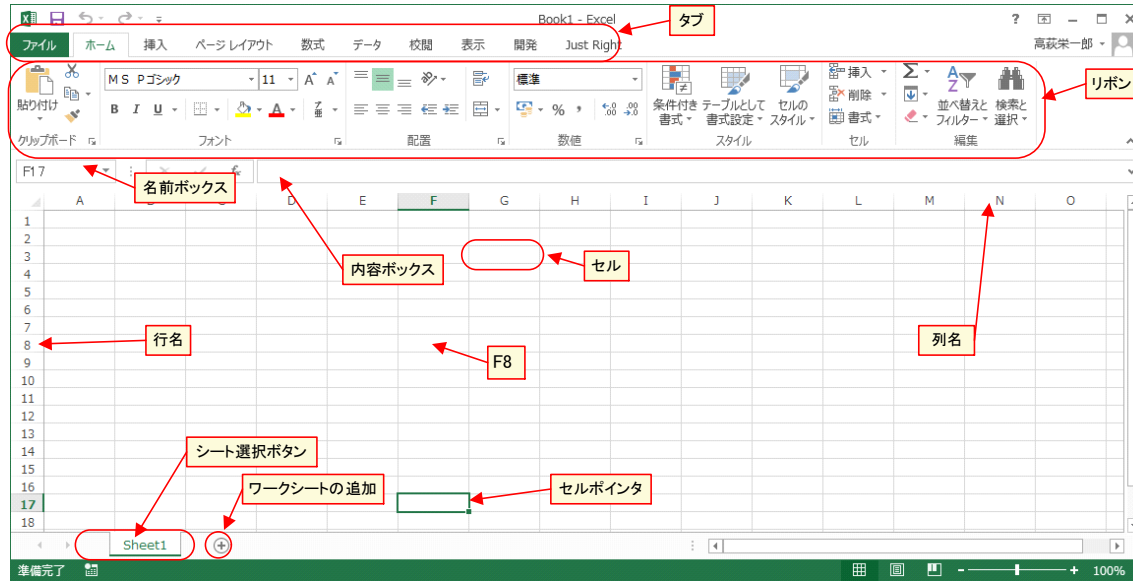 Book1 - Excel
タブ
ファイル ホーム 挿入 ページ レイアウト 数式 データ 校閲 表示 開発 Just Right 高萩栄一郎
貼り付け
ＭＳ Ｐゴシック 11
B I U
標準
% ,
条件付き書式
テーブルとして書式設定
セルのスタイル
挿入
削除
書式
並べ替えとフィルター
検索と選択
リボン
クリップボード フォント 配置 数値 スタイル セル 編集
F17
名前ボックス
A D E F G H I J K L M N O
1
2
3
4
5
6
7
8
9
10
11
12
13
14
15
16
17
18
内容ボックス
セル
行名
F8
列名
シート選択ボタン
ワークシートの追加
セルポインタ
Sheet1
準備完了 100%